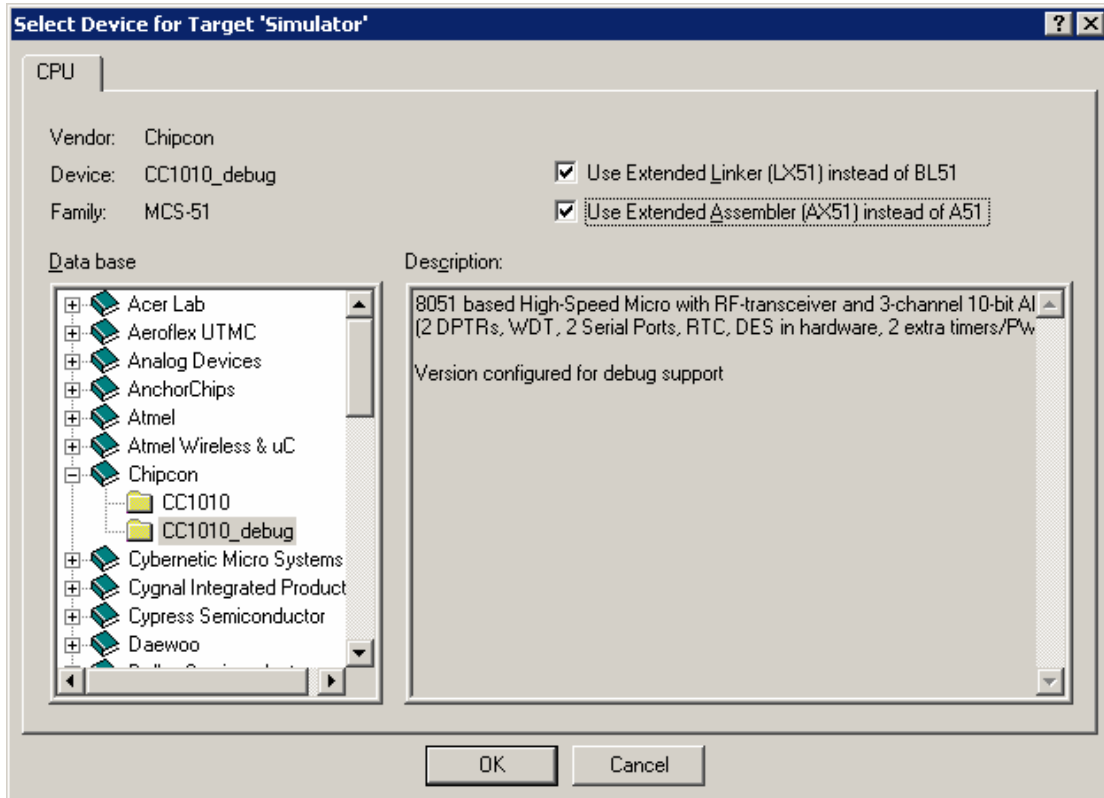 Select Device for Target 'Simulator'
CPU
Vendor: Chipcon
Device: CC1010_debug
Family: MCS-51
Use Extended Linker (LX51) instead of BL51
Use Extended Assembler (AX51) instead of A51
Data base
Acer Lab
Aeroflex UTMC
Analog Devices
AnchorChips
Atmel
Atmel Wireless & uC
Chipcon
CC1010
CC1010_debug
Cybernetic Micro Systems
Cygnal Integrated Product
Cypress Semiconductor
Daewoo
Description:
8051 based High-Speed Micro with RF-transceiver and 3-channel 10-bit
(2 DPTRs, WDT, 2 Serial Ports, RTC, DES in hardware, 2 extra timers/PW
Version configured for debug support
OK
Cancel